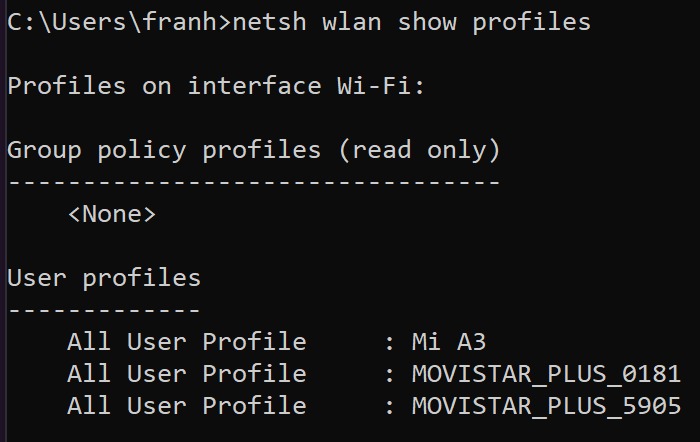 C:\Users\franh>netsh wlan show profiles
Profiles on interface Wi-Fi:
Group policy profiles (read only)
---------------------------------
    <None>
User profiles
-------------
    All User Profile     : Mi A3
    All User Profile     : MOVISTAR_PLUS_0181
    All User Profile     : MOVISTAR_PLUS_5905